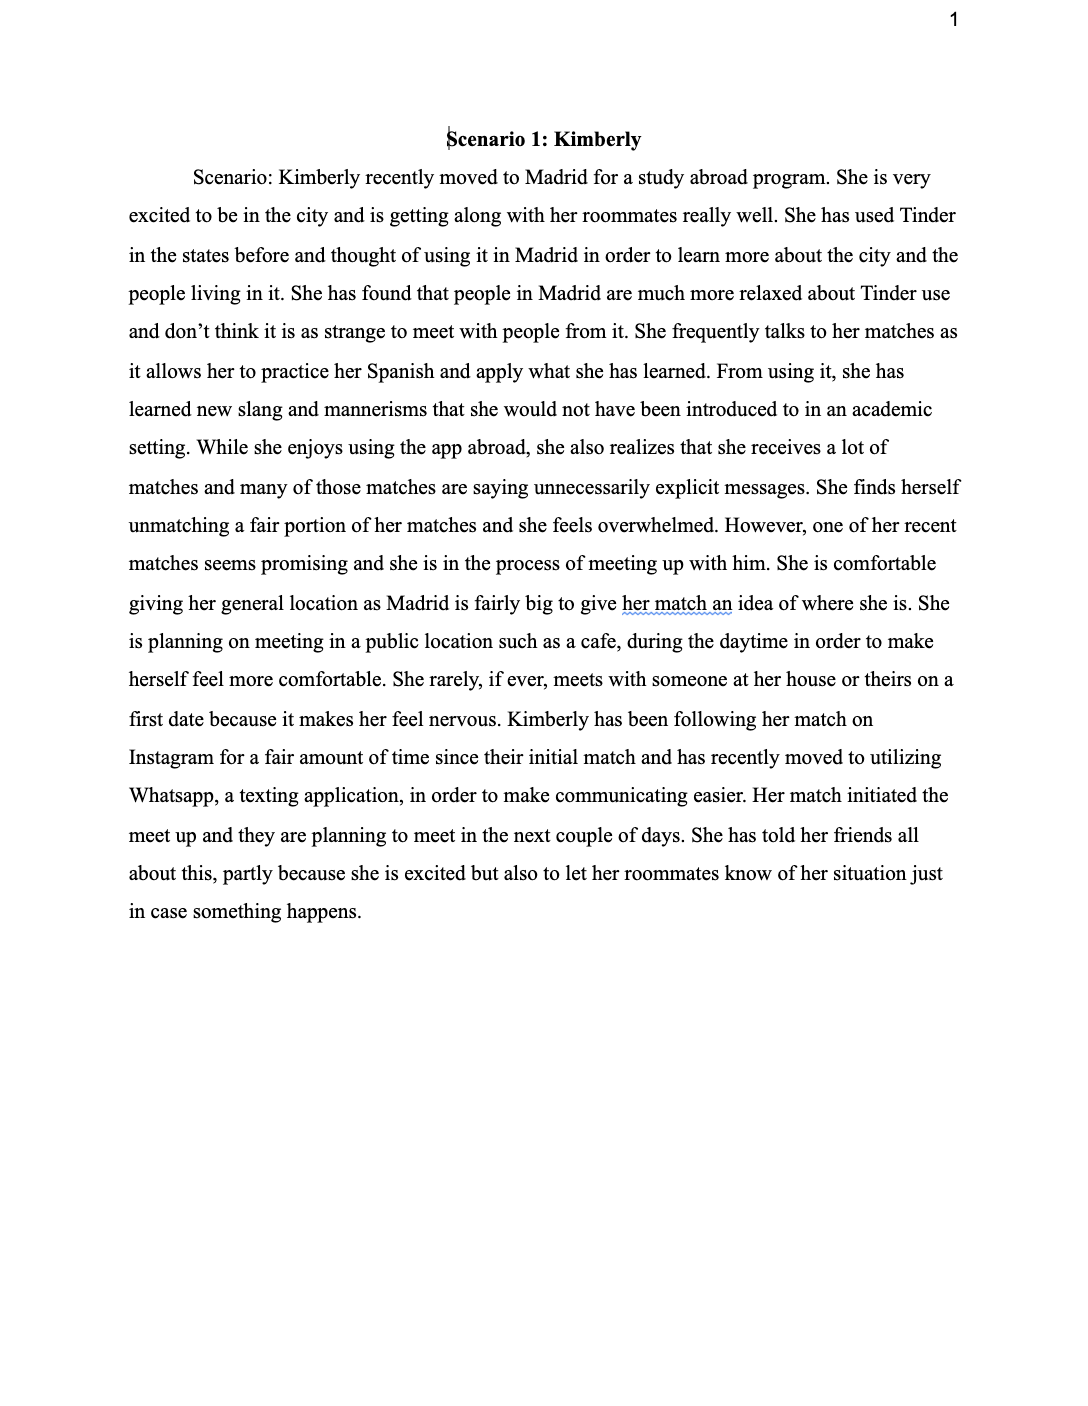 1
Scenario 1: Kimberly
Scenario: Kimberly recently moved to Madrid for a study abroad program. She is very
excited to be in the city and is getting along with her roommates really well. She has used Tinder
in the states before and thought of using it in Madrid in order to learn more about the city and the
people living in it. She has found that people in Madrid are much more relaxed about Tinder use
and don’t think it is as strange to meet with people from it. She frequently talks to her matches as
it allows her to practice her Spanish and apply what she has learned. From using it, she has
learned new slang and mannerisms that she would not have been introduced to in an academic
setting. While she enjoys using the app abroad, she also realizes that she receives a lot of
matches and many of those matches are saying unnecessarily explicit messages. She finds herself
unmatching a fair portion of her matches and she feels overwhelmed. However, one of her recent
matches seems promising and she is in the process of meeting up with him. She is comfortable
giving her general location as Madrid is fairly big to give her match an idea of where she is. She
is planning on meeting in a public location such as a cafe, during the daytime in order to make
herself feel more comfortable. She rarely, if ever, meets with someone at her house or theirs on a
first date because it makes her feel nervous. Kimberly has been following her match on
Instagram for a fair amount of time since their initial match and has recently moved to utilizing
Whatsapp, a texting application, in order to make communicating easier. Her match initiated the
meet up and they are planning to meet in the next couple of days. She has told her friends all
about this, partly because she is excited but also to let her roommates know of her situation just
in case something happens.